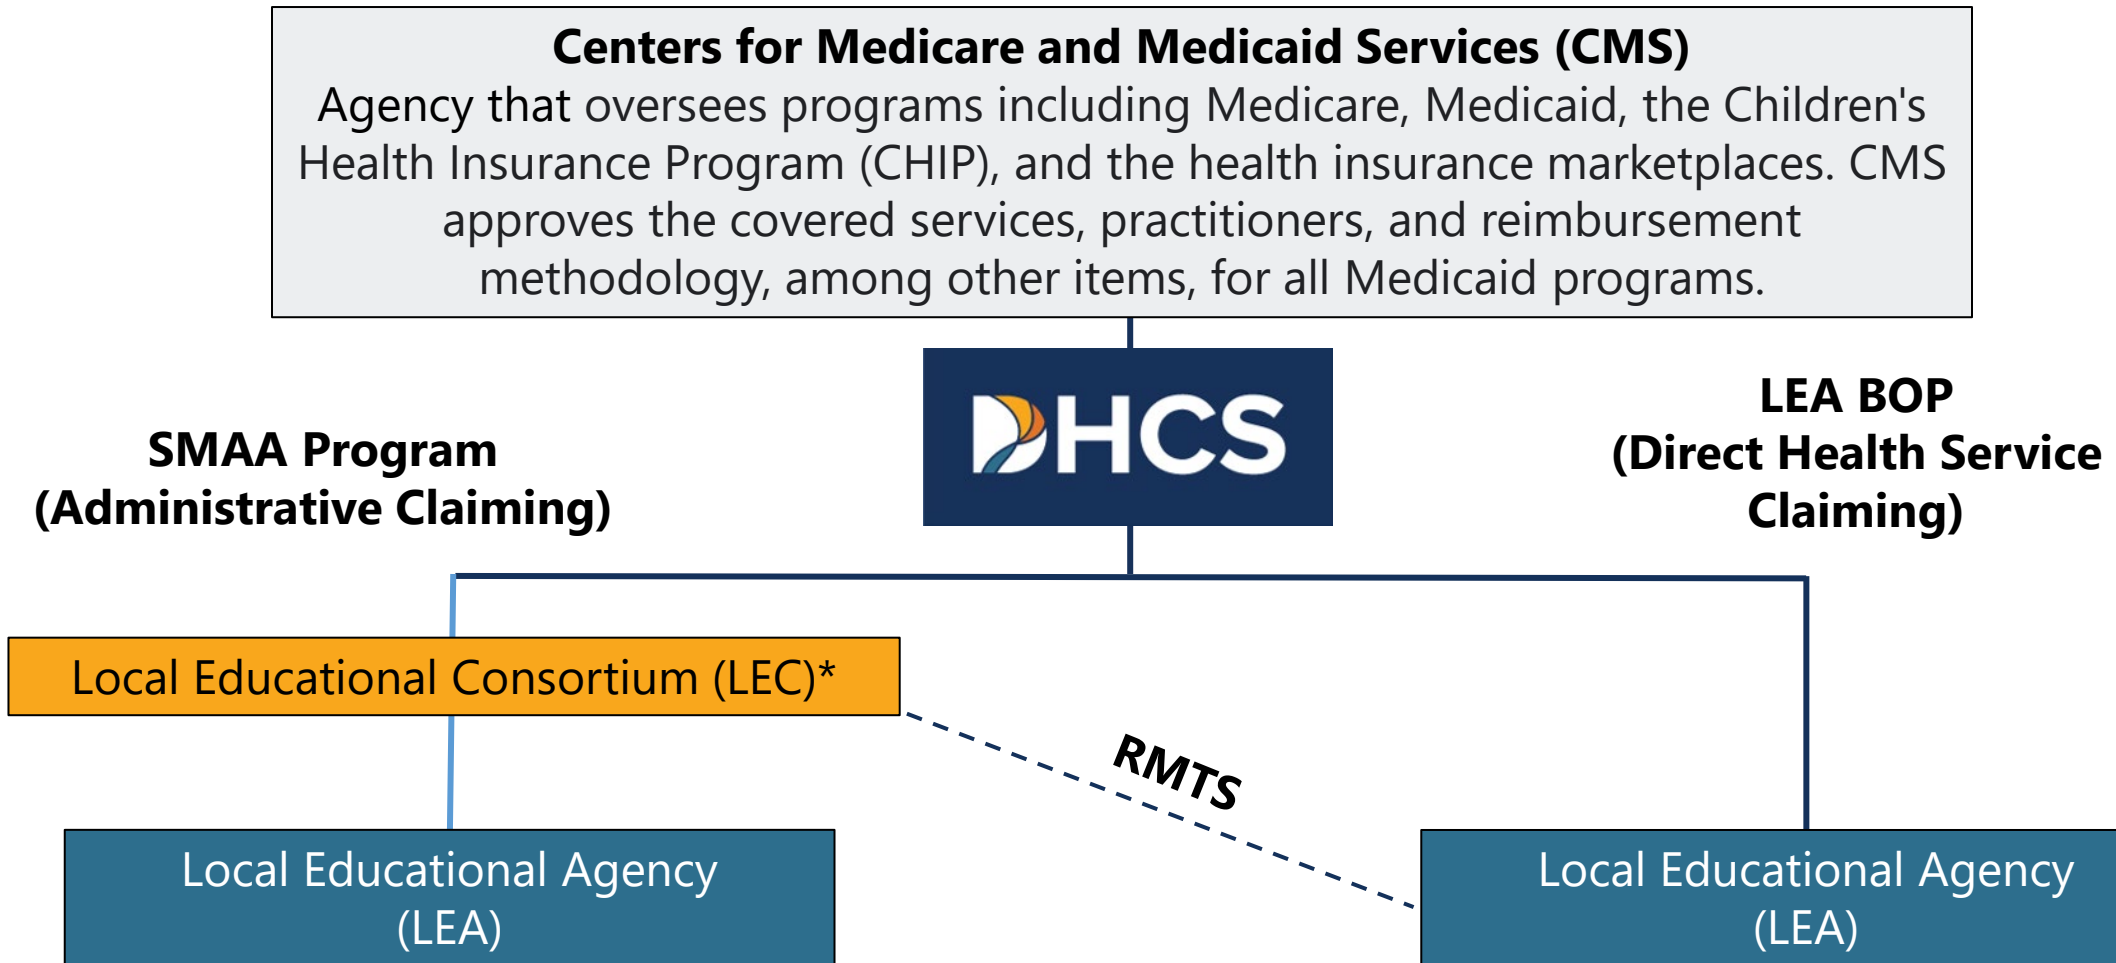 Centers for Medicare and Medicaid Services (CMS)
Agency that oversees programs including Medicare, Medicaid, the Children's
Health Insurance Program (CHIP), and the health insurance marketplaces. CMS
approves the covered services, practitioners, and reimbursement
methodology, among other items, for all Medicaid programs.
DHCS
SMAA Program
(Administrative Claiming)
LEA BOP
(Direct Health Service
Claiming)
Local Educational Consortium (LEC)*
RMTS
Local Educational Agency
(LEA)
Local Educational Agency
(LEA)